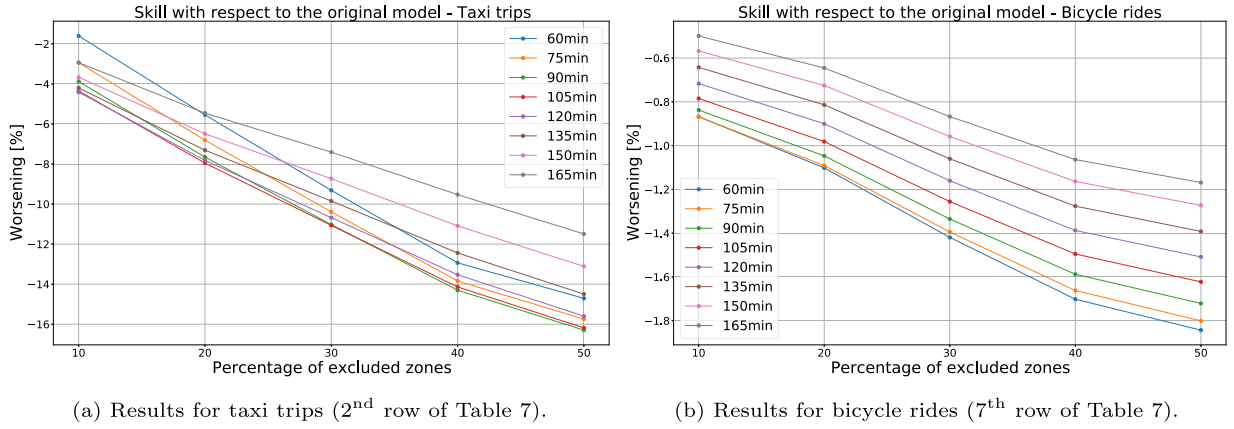 Skill with respect to the original model - Taxi trips
Worsening [%]
−2
−4
−6
−8
−10
−12
−14
−16
60min
75min
90min
105min
120min
135min
150min
165min
10
20
30
40
50
Percentage of excluded zones
(a) Results for taxi trips (2nd row of Table 7).
Skill with respect to the original model - Bicycle rides
Worsening [%]
−0.6
−0.8
−1.0
−1.2
−1.4
−1.6
−1.8
60min
75min
90min
105min
120min
135min
150min
165min
10
20
30
40
50
Percentage of excluded zones
(b) Results for bicycle rides (7th row of Table 7).